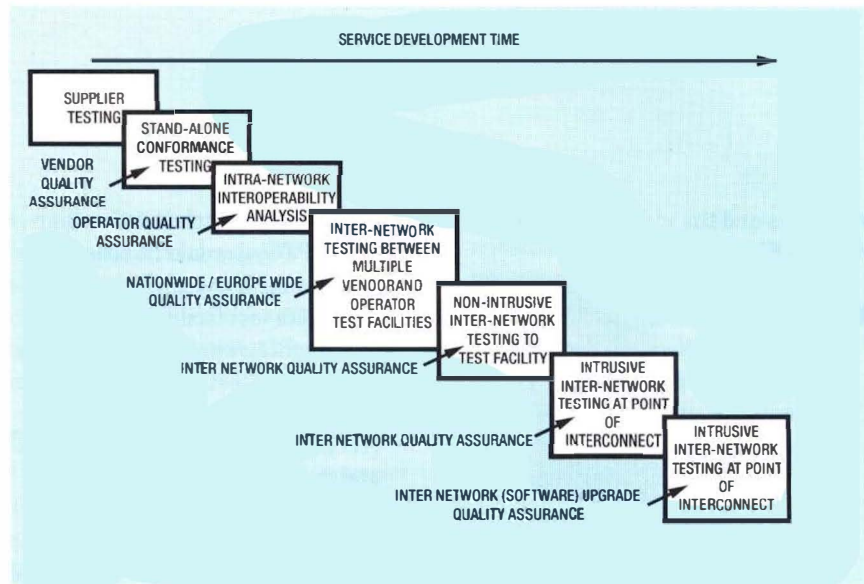 SERVICE DEVELOPMENT TIME
SUPPLIER
TESTING
STAND-ALONE
CONFORMANCE
TESTING
VENDOR
QUALITY
ASSURANCE
INTRA-NETWORK
INTEROPERABILITY
ANALYSIS
OPERATOR QUALITY
ASSURANCE
INTER-NETWORK
TESTING BETWEEN
MULTIPLE
VENDORAND
OPERATOR
TEST FACILITIES
NATIONWIDE / EUROPE WIDE
QUALITY ASSURANCE
NON-INTRUSIVE
INTER-NETWORK
TESTING TO
TEST FACILITY
INTER NETWORK QUALITY ASSURANCE
INTRUSIVE
INTER-NETWORK
TESTING AT POINT
OF
INTERCONNECT
INTER NETWORK QUALITY ASSURANCE
INTRUSIVE
INTER-NETWORK
TESTING AT POINT
OF
INTERCONNECT
INTER NETWORK (SOFTWARE) UPGRADE
QUALITY ASSURANCE